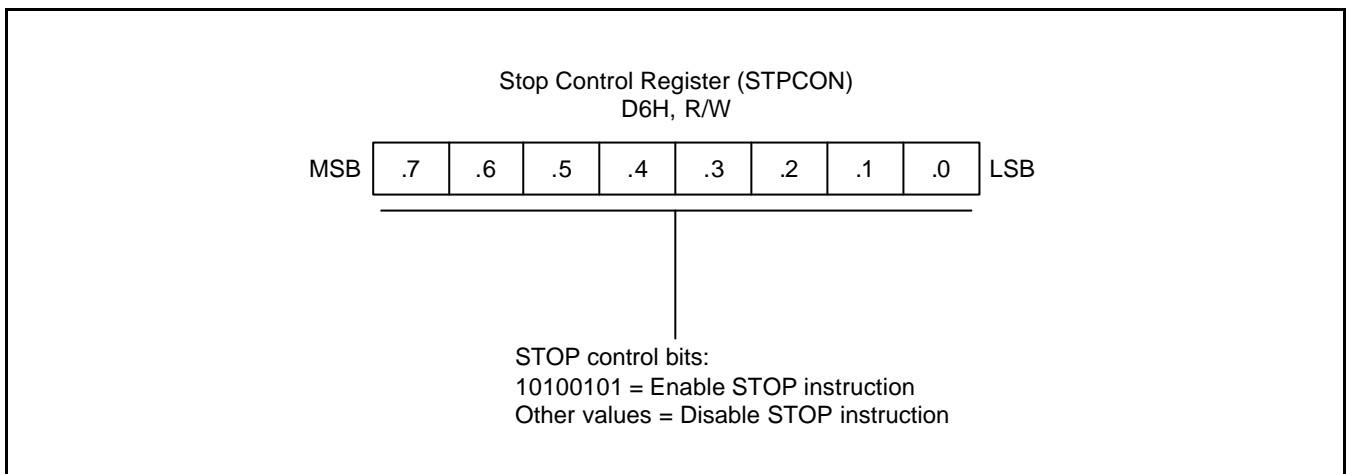 Stop Control Register (STPCON)
D6H, R/W
MSB .7 .6 .5 .4 .3 .2 .1 .0 LSB
STOP control bits:
10100101 = Enable STOP instruction
Other values = Disable STOP instruction